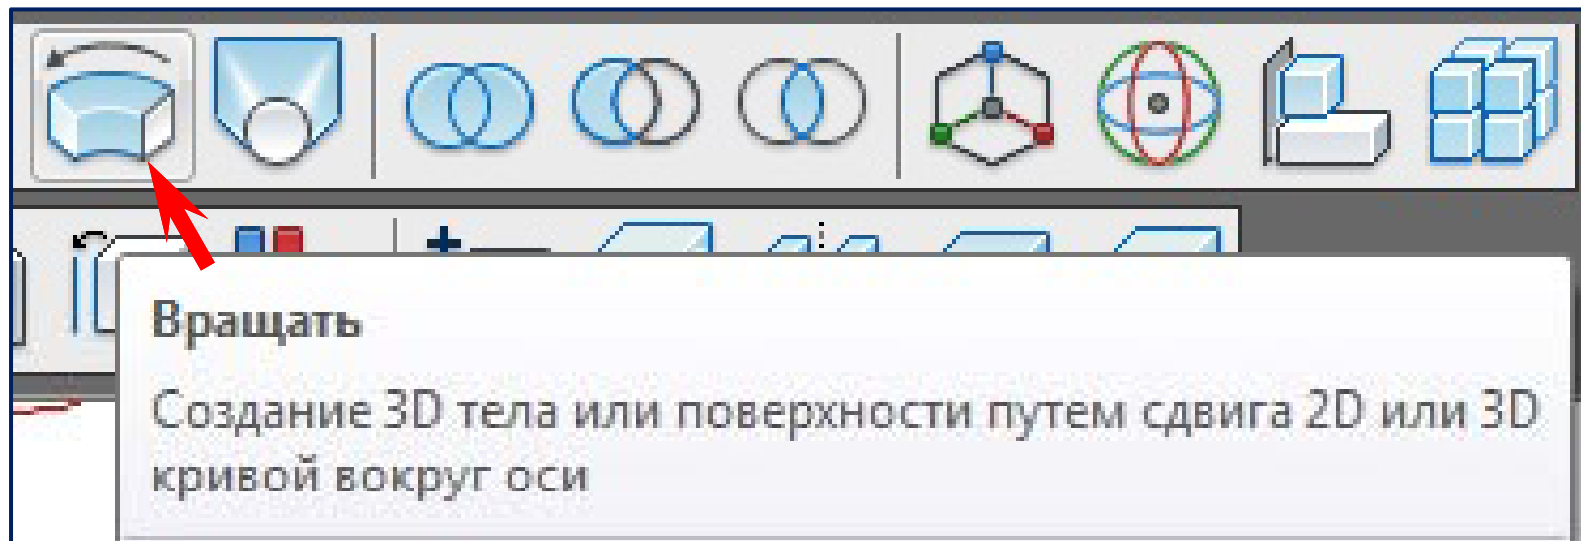 Вращать
Создание 3D тела или поверхности путем сдвига 2D или 3D
кривой вокруг оси